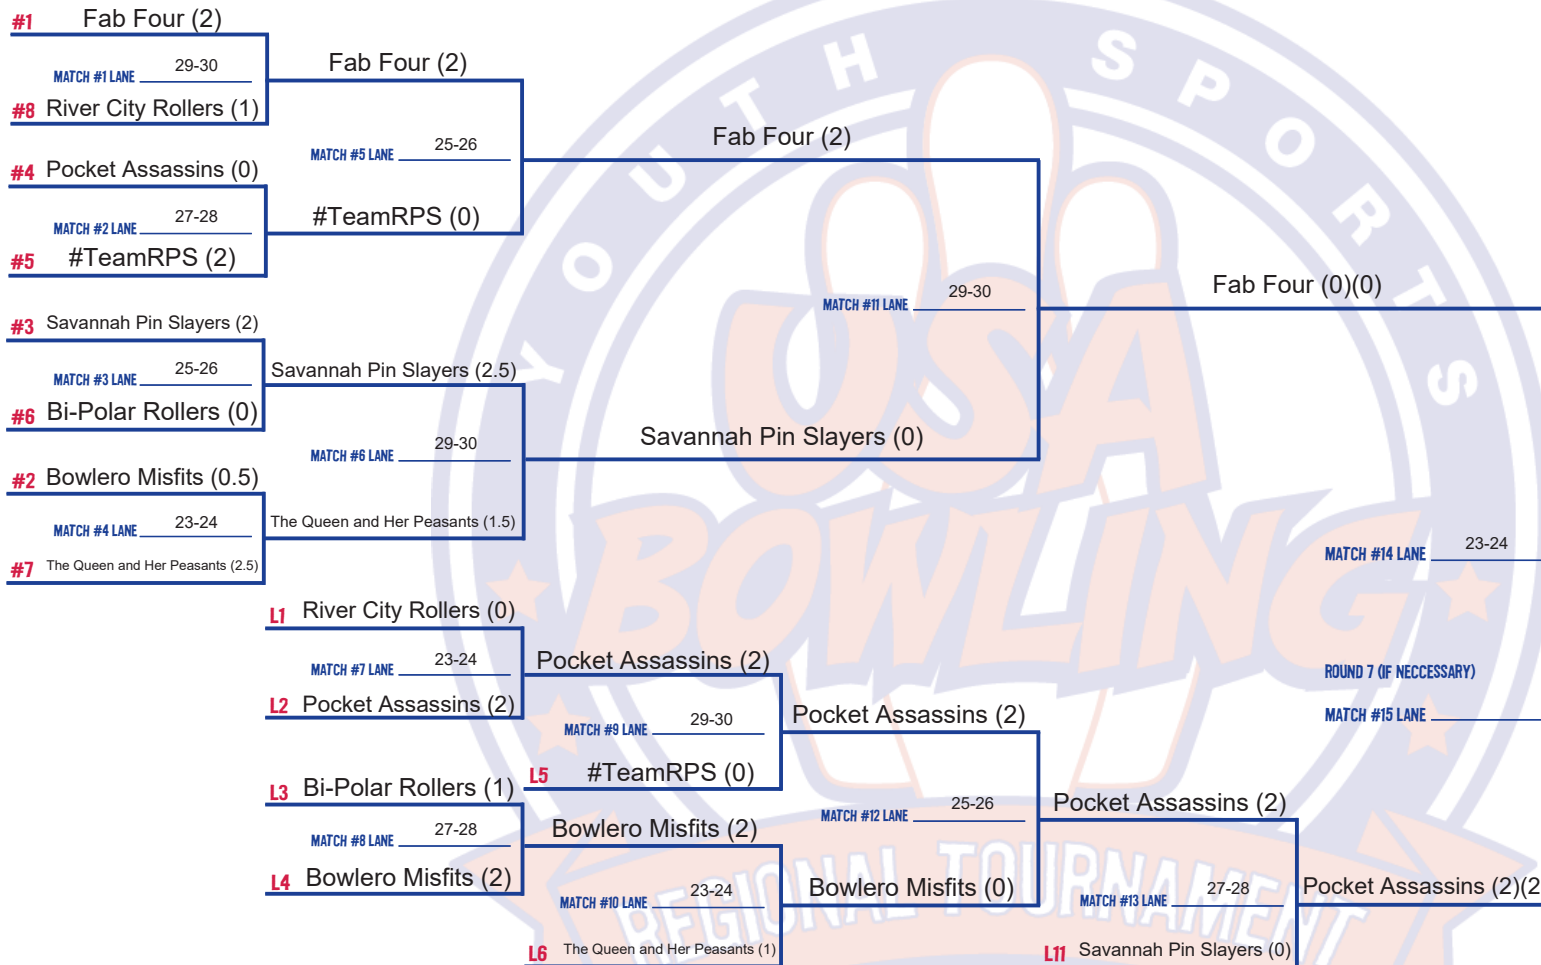 #1 Fab Four (2)
MATCH #1 LANE 29-30
#8 River City Rollers (1)
Fab Four (2)
MATCH #5 LANE 25-26
#TeamRPS (0)
#4 Pocket Assassins (0)
MATCH #2 LANE 27-28
#5 #TeamRPS (2)
Fab Four (2)
MATCH #11 LANE 29-30
Savannah Pin Slayers (0)
Fab Four (0)(0)
#3 Savannah Pin Slayers (2)
MATCH #3 LANE 25-26
#6 Bi-Polar Rollers (0)
Savannah Pin Slayers (2.5)
MATCH #6 LANE 29-30
The Queen and Her Peasants (1.5)
#2 Bowlero Misfits (0.5)
MATCH #4 LANE 23-24
#7 The Queen and Her Peasants (2.5)
MATCH #14 LANE 23-24
ROUND 7 (IF NECCESSARY)
MATCH #15 LANE
L1 River City Rollers (0)
MATCH #7 LANE 23-24
L2 Pocket Assassins (2)
Pocket Assassins (2)
MATCH #9 LANE 29-30
L5 #TeamRPS (0)
Pocket Assassins (2)
MATCH #12 LANE 25-26
Bowlero Misfits (0)
L3 Bi-Polar Rollers (1)
MATCH #8 LANE 27-28
L4 Bowlero Misfits (2)
Bowlero Misfits (2)
MATCH #10 LANE 23-24
L6 The Queen and Her Peasants (1)
Pocket Assassins (2)
MATCH #13 LANE 27-28
L11 Savannah Pin Slayers (0)
Pocket Assassins (2)(2
YOUTH SPORTS
USA
BOWLING
REGIONAL TOURNAMENT